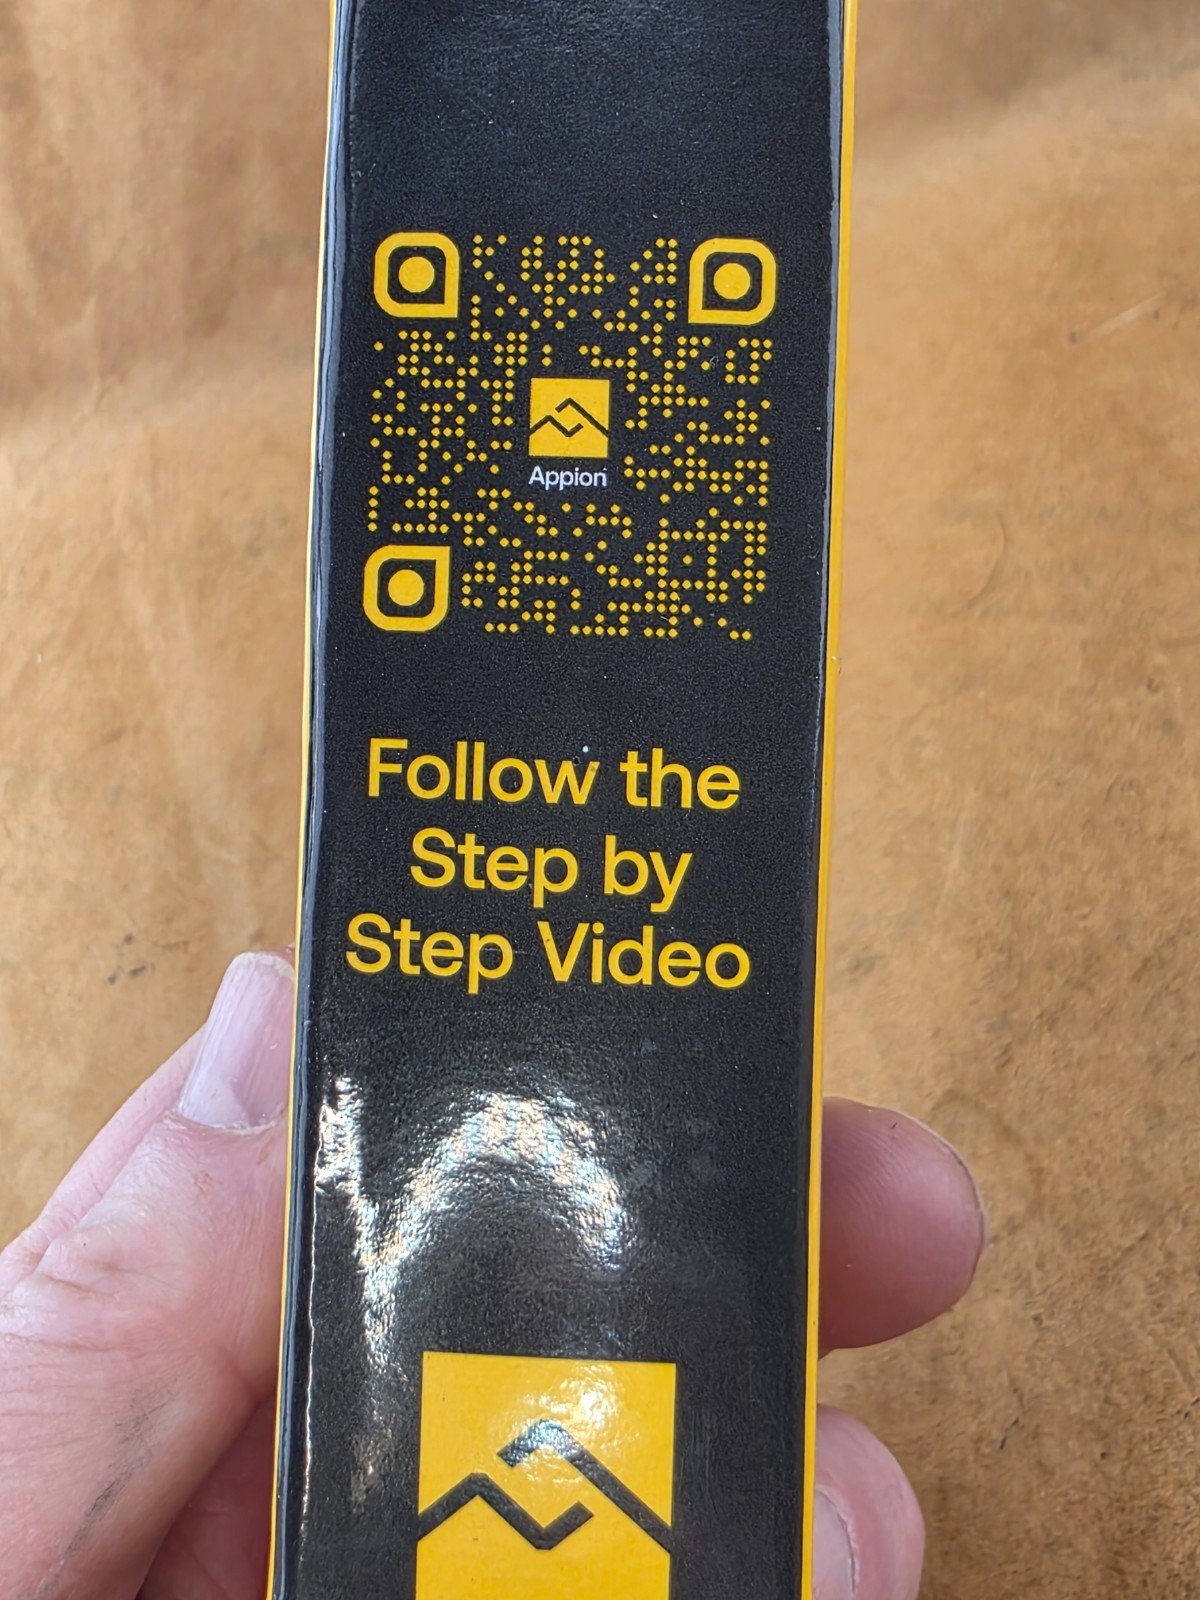 Appion
Follow the
Step by
Step Video